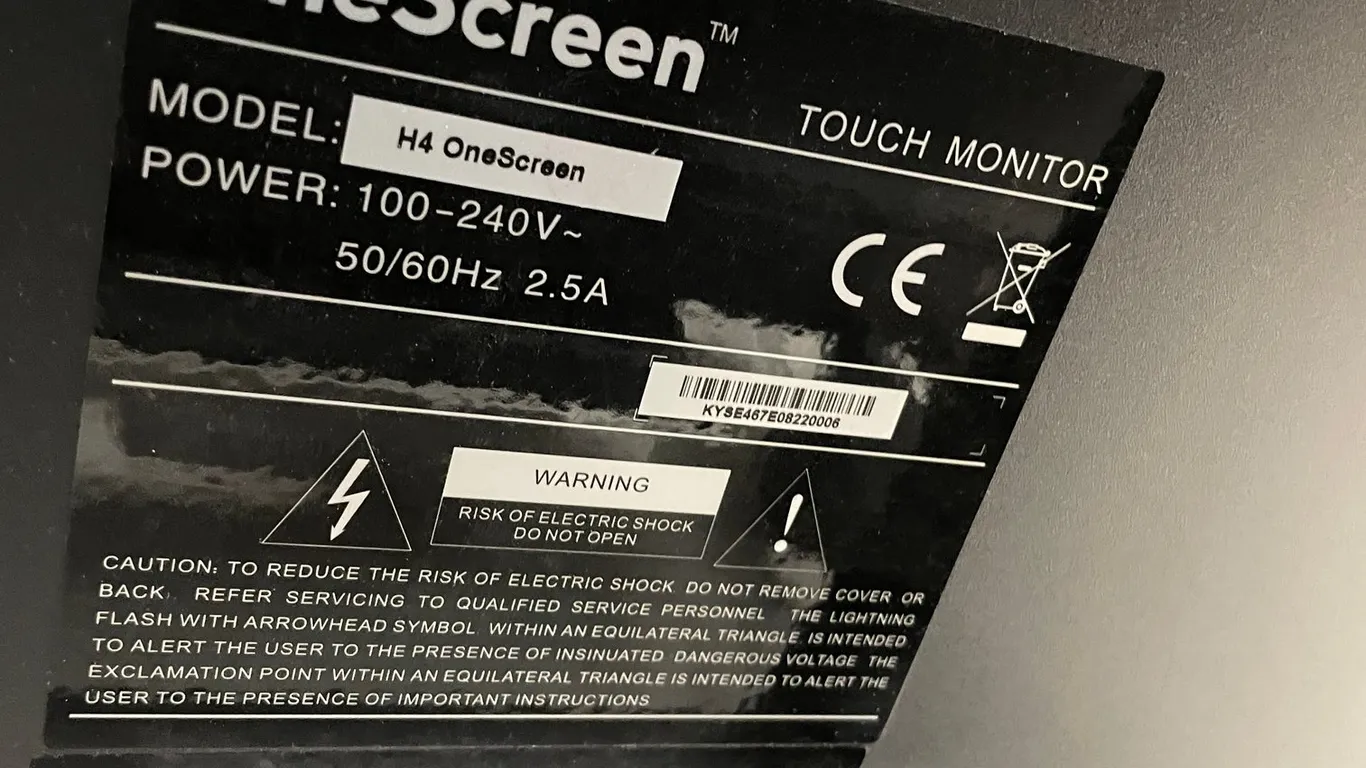 neScreen™
TOUCH MONITOR
MODEL: H4 OneScreen
POWER: 100-240V~
50/60Hz 2.5A
CE
KYSE467E08220006
WARNING
RISK OF ELECTRIC SHOCK
DO NOT OPEN
CAUTION: TO REDUCE THE RISK OF ELECTRIC SHOCK DO NOT REMOVE COVER OR
BACK. REFER SERVICING TO QUALIFIED SERVICE PERSONNEL THE LIGHTNING
FLASH WITH ARROWHEAD SYMBOL WITHIN AN EQUILATERAL TRIANGLE IS INTENDED
TO ALERT THE USER TO THE PRESENCE OF INSINUATED DANGEROUS VOLTAGE THE
EXCLAMATION POINT WITHIN AN EQUILATERAL TRIANGLE IS INTENDED TO ALERT THE
USER TO THE PRESENCE OF IMPORTANT INSTRUCTIONS